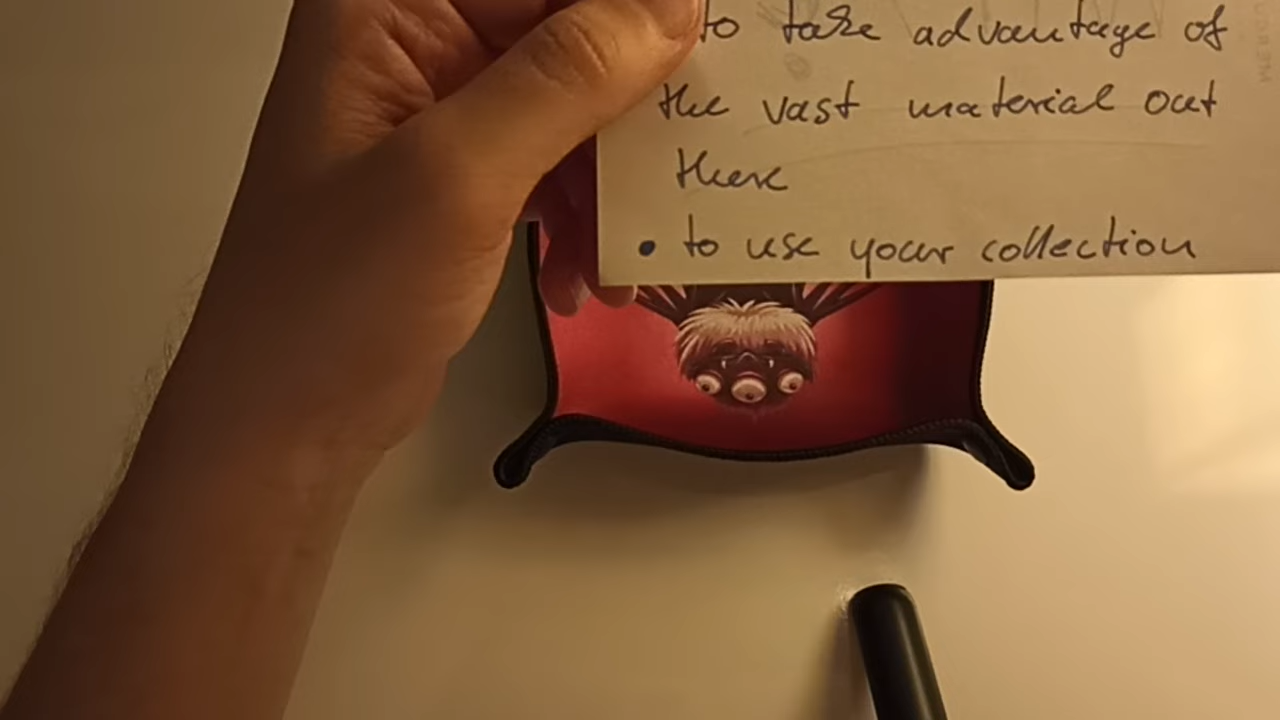 to take advantage of
the vast material out
there
• to use your collection